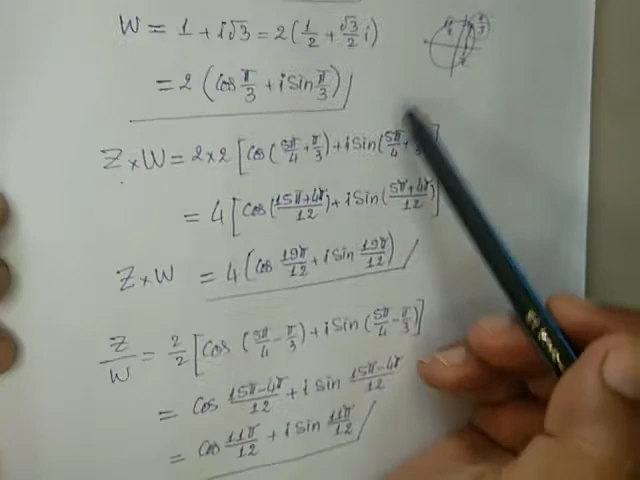 W = 1 + i√3 = 2(1/2 + √3/2 i)
= 2 (cos π/3 + i sin π/3)
Z × W = 2×2 [cos (5π/4 + π/3) + i sin (5π/4 + π/3)]
= 4 [cos (15π+4π/12) + i sin (5π+4π/12)]
Z × W = 4 (cos 19π/12 + i sin 19π/12)
Z/W = 2/2 [cos (5π/4 − π/3) + i sin (5π/4 − π/3)]
= cos 15π−4π/12 + i sin 15π−4π/12
= cos 11π/12 + i sin 11π/12